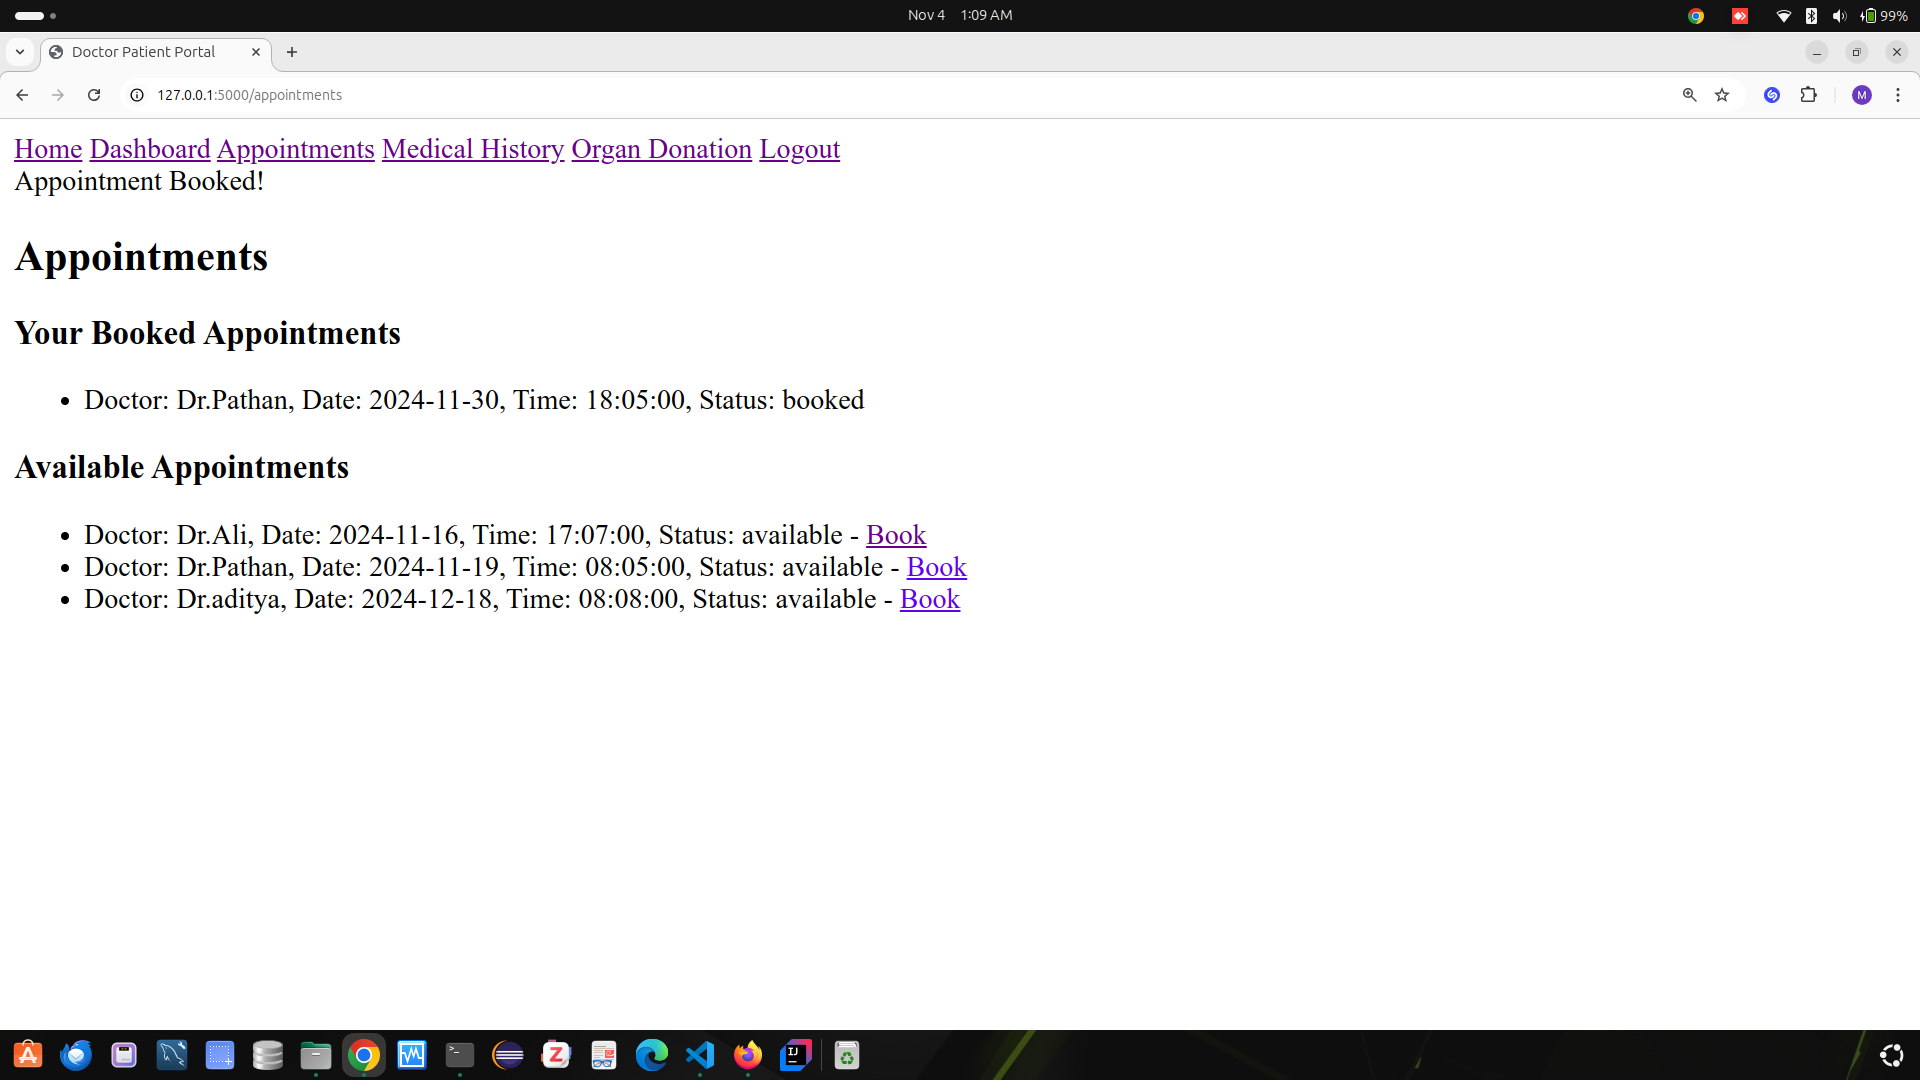 Nov 4 1:09 AM
99%
Doctor Patient Portal
127.0.0.1:5000/appointments
M
Home Dashboard Appointments Medical History Organ Donation Logout
Appointment Booked!
Appointments
Your Booked Appointments
Doctor: Dr.Pathan, Date: 2024-11-30, Time: 18:05:00, Status: booked
Available Appointments
Doctor: Dr.Ali, Date: 2024-11-16, Time: 17:07:00, Status: available - Book
Doctor: Dr.Pathan, Date: 2024-11-19, Time: 08:05:00, Status: available - Book
Doctor: Dr.aditya, Date: 2024-12-18, Time: 08:08:00, Status: available - Book